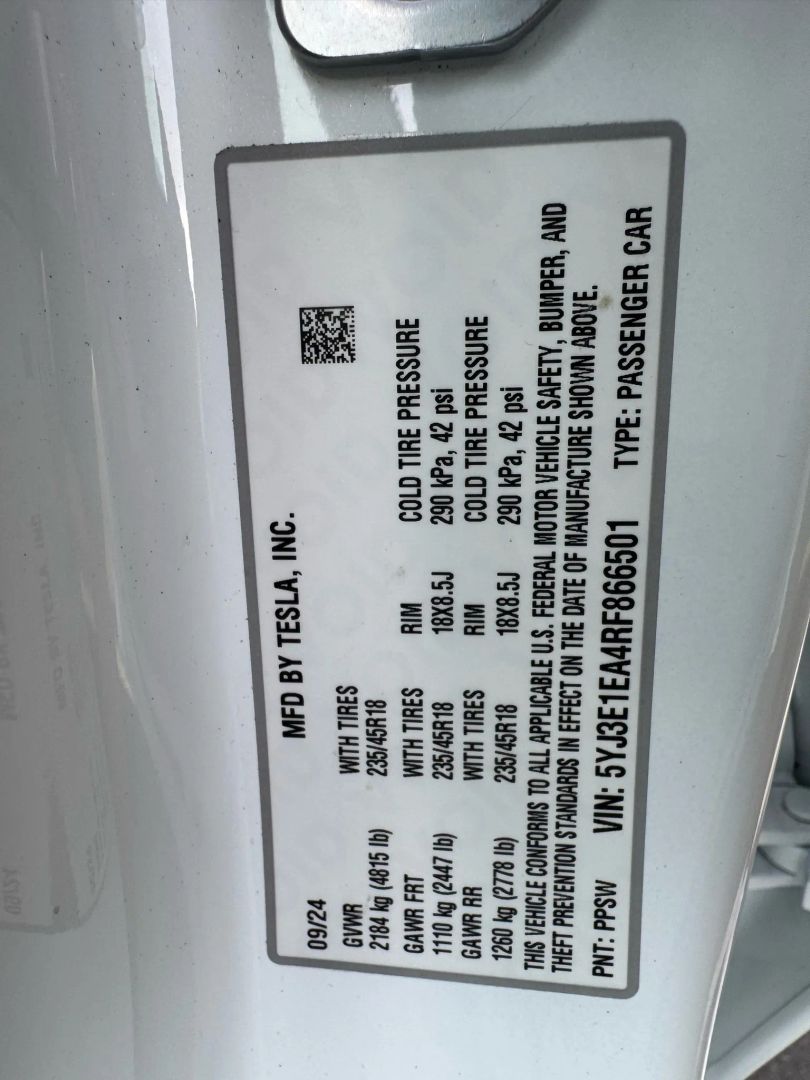 MFD BY TESLA, INC.
09/24
GVWR WITH TIRES
2184 kg (4815 lb) 235/45R18
GAWR FRT WITH TIRES RIM COLD TIRE PRESSURE
1110 kg (2447 lb) 235/45R18 18X8.5J 290 kPa, 42 psi
GAWR RR WITH TIRES RIM COLD TIRE PRESSURE
1260 kg (2778 lb) 235/45R18 18X8.5J 290 kPa, 42 psi
THIS VEHICLE CONFORMS TO ALL APPLICABLE U.S. FEDERAL MOTOR VEHICLE SAFETY, BUMPER, AND
THEFT PREVENTION STANDARDS IN EFFECT ON THE DATE OF MANUFACTURE SHOWN ABOVE.
PNT: PPSW VIN: 5YJ3E1EA4RF866501 TYPE: PASSENGER CAR